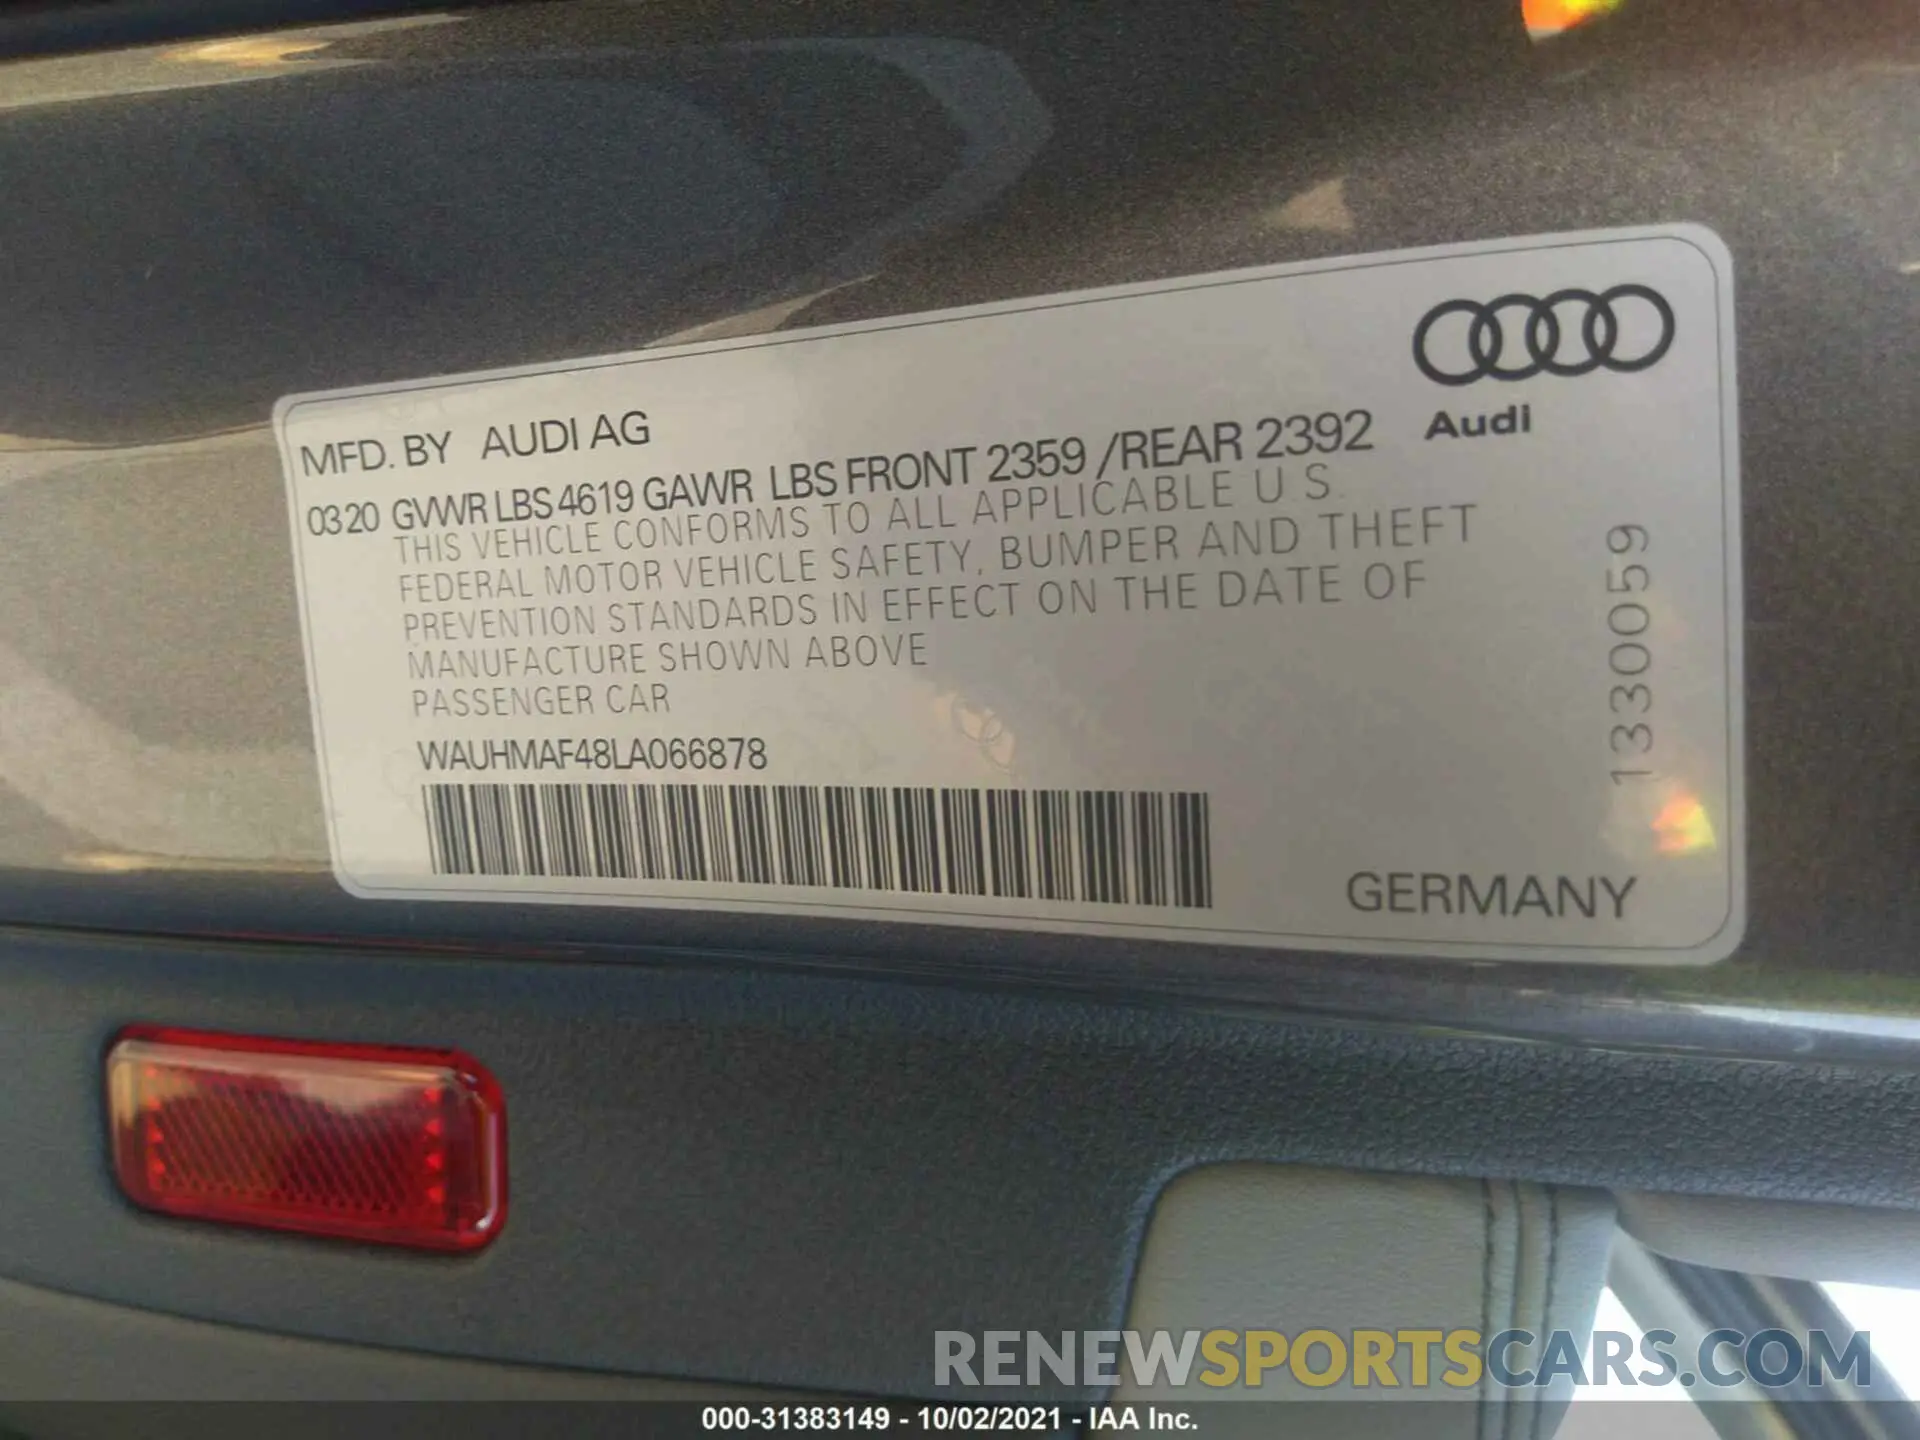 MFD. BY AUDI AG
0320 GVWR LBS 4619 GAWR LBS FRONT 2359 /REAR 2392
THIS VEHICLE CONFORMS TO ALL APPLICABLE U S.
FEDERAL MOTOR VEHICLE SAFETY, BUMPER AND THEFT
PREVENTION STANDARDS IN EFFECT ON THE DATE OF
MANUFACTURE SHOWN ABOVE
PASSENGER CAR
WAUHMAF48LA066878
Audi
1330059
GERMANY
RENEWSPORTSCARS.COM
000-31383149 - 10/02/2021 - IAA Inc.